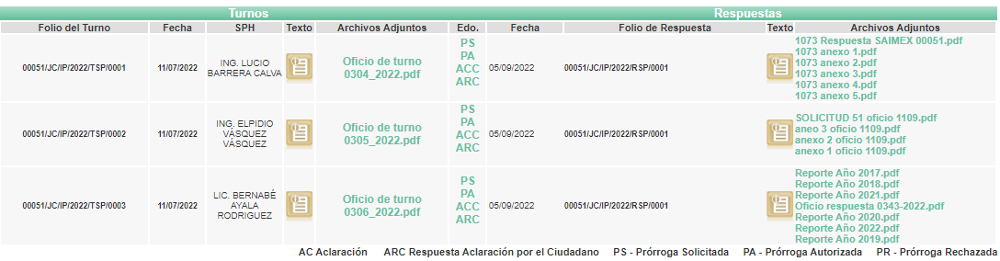 Turnos Respuestas
Folio del Turno Fecha SPH Texto Archivos Adjuntos Edo. Fecha Folio de Respuesta Texto Archivos Adjuntos
00051/JC/IP/2022/TSP/0001 11/07/2022
ING. LUCIO
BARRERA CALVA
Oficio de turno
0304_2022.pdf
PS
PA
ACC
ARC
05/09/2022 00051/JC/IP/2022/RSP/0001
1073 Respuesta SAIMEX 00051.pdf
1073 anexo 1.pdf
1073 anexo 2.pdf
1073 anexo 3.pdf
1073 anexo 4.pdf
1073 anexo 5.pdf
00051/JC/IP/2022/TSP/0002 11/07/2022
ING. ELPIDIO
VÁSQUEZ
VÁSQUEZ
Oficio de turno
0305_2022.pdf
PS
PA
ACC
ARC
05/09/2022 00051/JC/IP/2022/RSP/0001
SOLICITUD 51 oficio 1109.pdf
aneo 3 oficio 1109.pdf
anexo 2 oficio 1109.pdf
anexo 1 oficio 1109.pdf
00051/JC/IP/2022/TSP/0003 11/07/2022
LIC. BERNABÉ
AYALA
RODRIGUEZ
Oficio de turno
0306_2022.pdf
PS
PA
ACC
ARC
05/09/2022 00051/JC/IP/2022/RSP/0001
Reporte Año 2017.pdf
Reporte Año 2018.pdf
Reporte Año 2021.pdf
Oficio respuesta 0343-2022.pdf
Reporte Año 2020.pdf
Reporte Año 2022.pdf
Reporte Año 2019.pdf
AC Aclaración ARC Respuesta Aclaración por el Ciudadano PS - Prórroga Solicitada PA - Prórroga Autorizada PR - Prórroga Rechazada